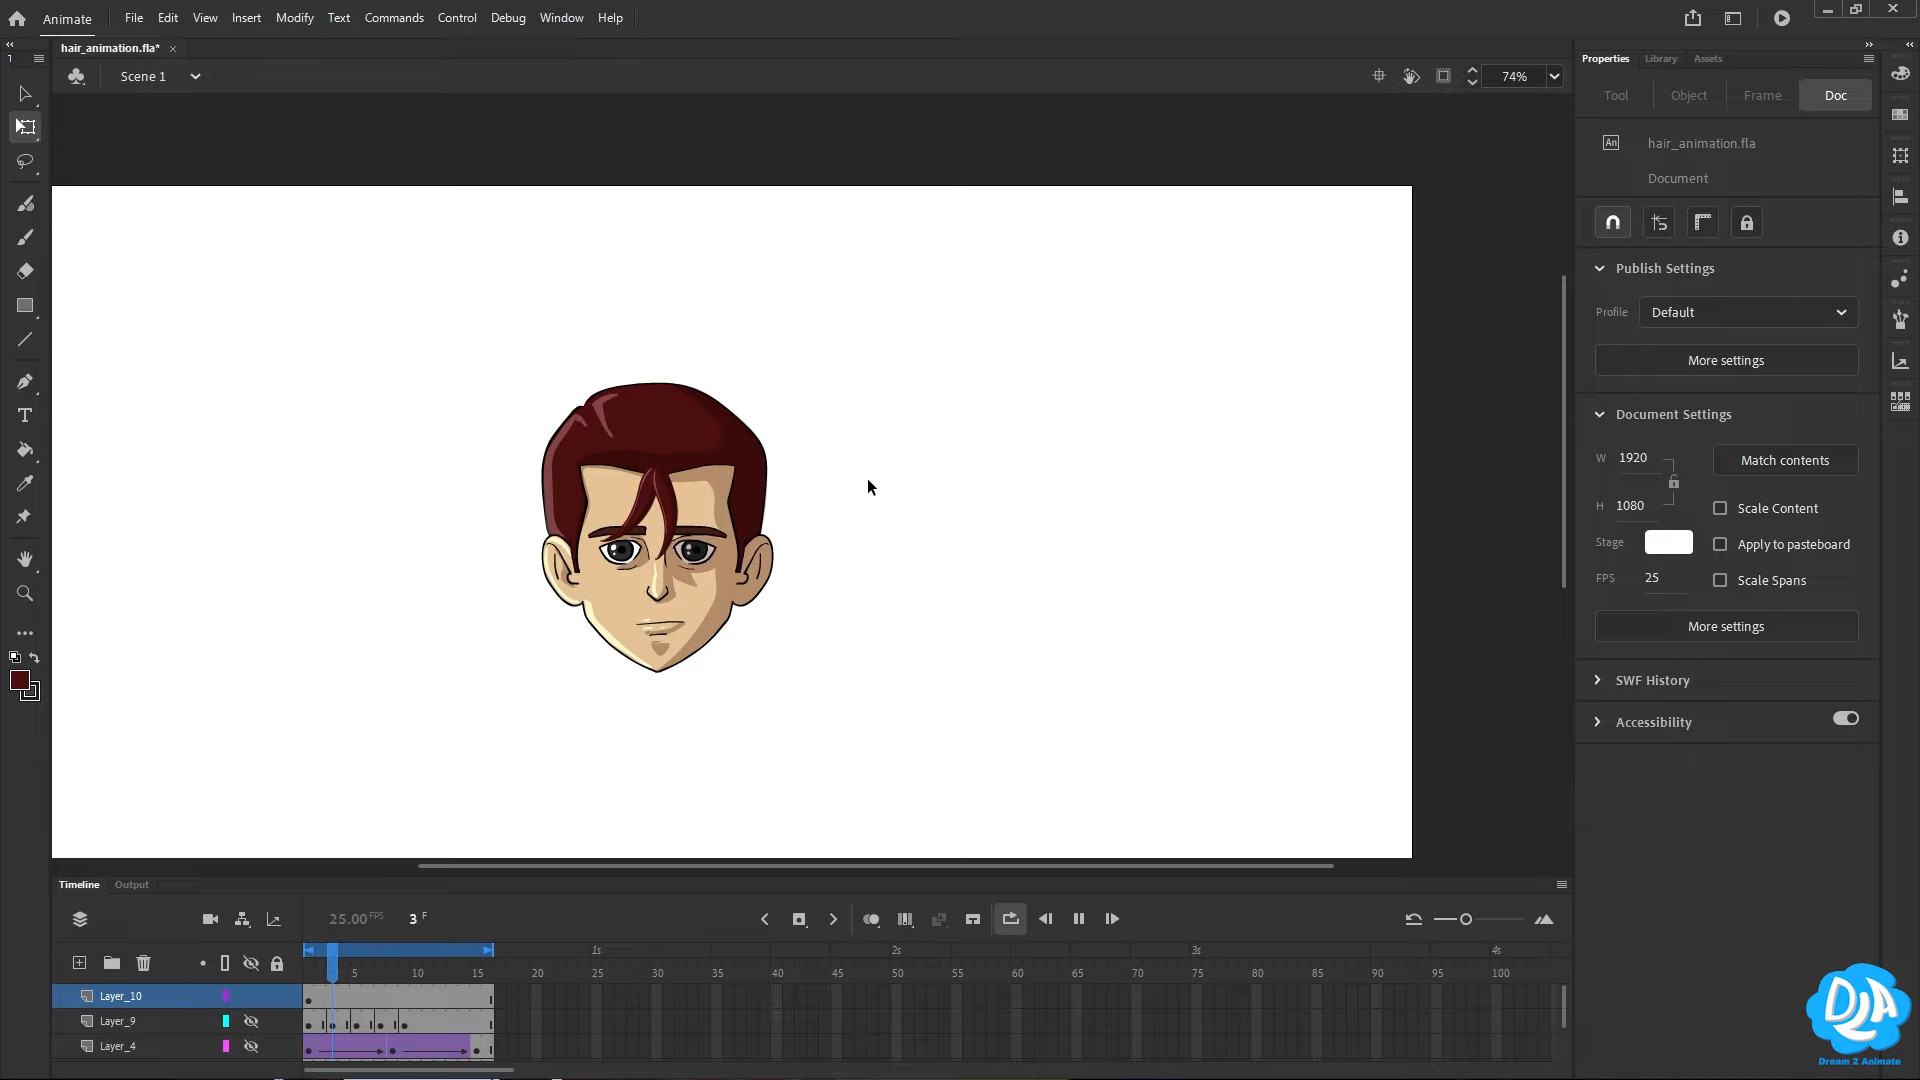 Animate File Edit View Insert Modify Text Commands Control Debug Window Help
hair_animation.fla*
Scene 1
74%
Properties Library Assets
Tool Object Frame Doc
An hair_animation.fla
Document
Publish Settings
Profile Default
More settings
Document Settings
W 1920 Match contents
H 1080 Scale Content
Stage Apply to pasteboard
FPS 25 Scale Spans
More settings
SWF History
Accessibility
Timeline Output
25.00 FPS 3 F
1s 2s 3s 4s
5 10 15 20 25 30 35 40 45 50 55 60 65 70 75 80 85 90 95 100
Layer_10
Layer_9
Layer_4
D2A
Dream 2 Animate